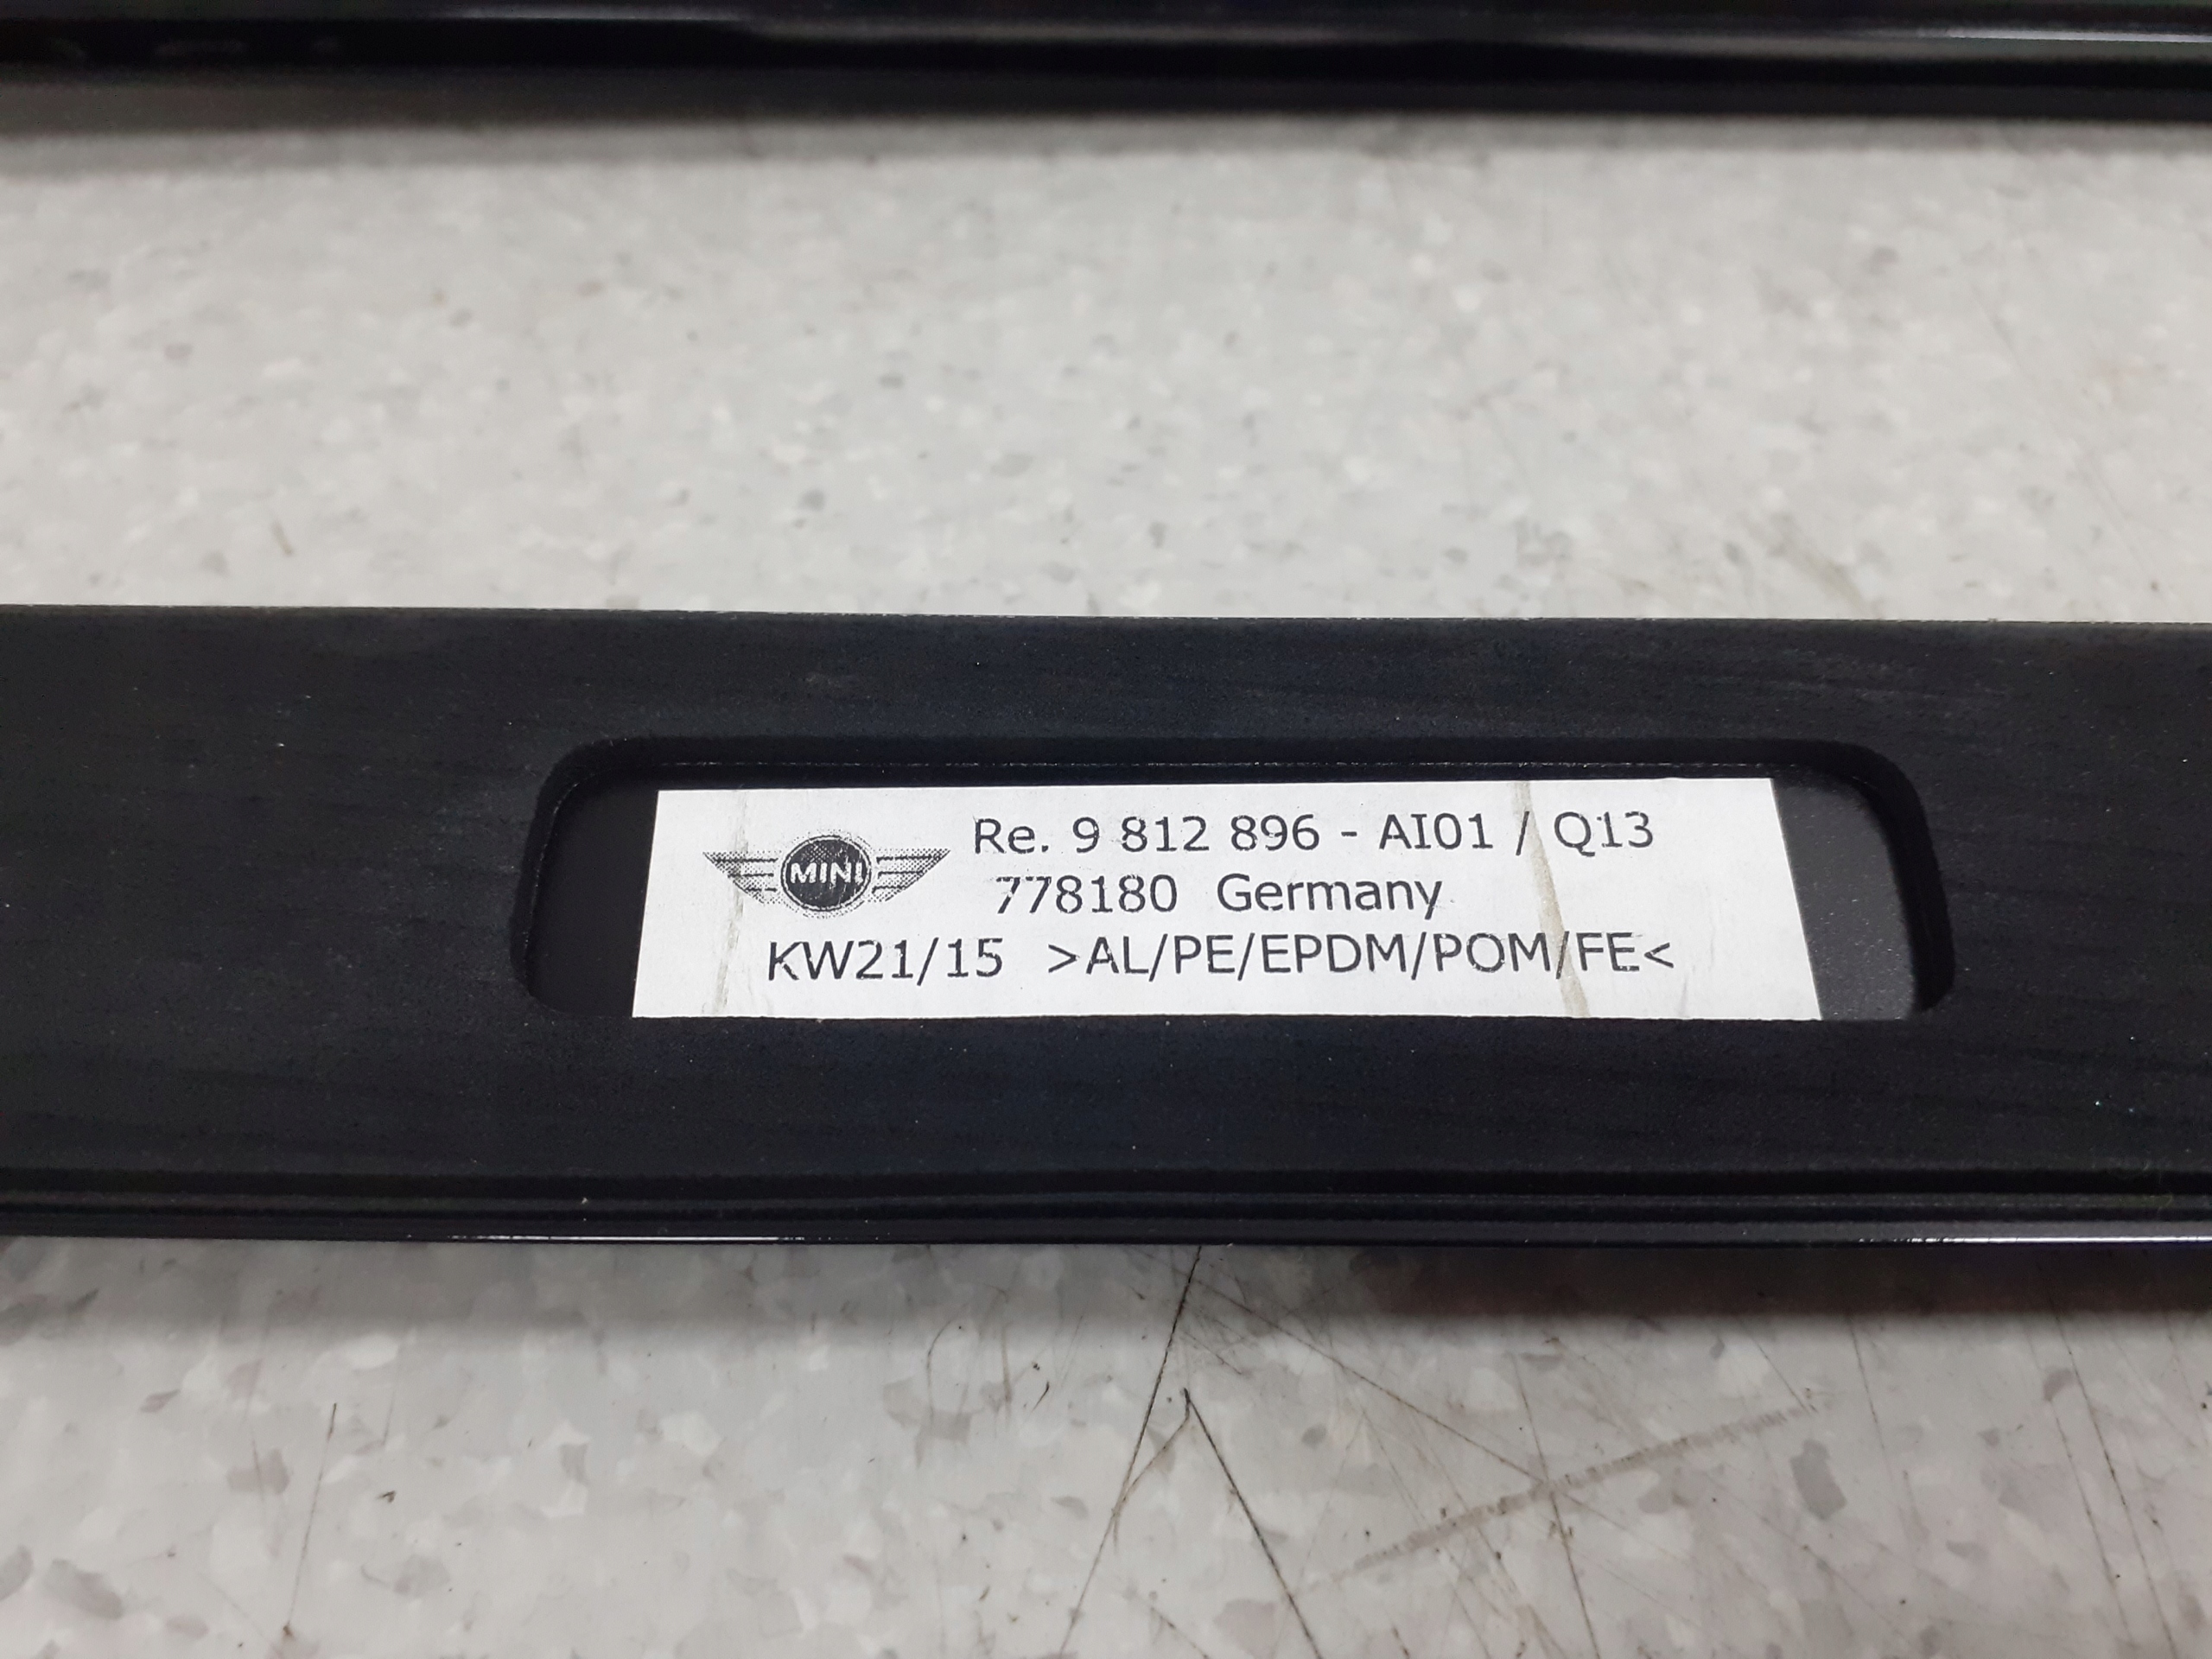 MINI
Re. 9 812 896 - AI01 / Q13
778180 Germany
KW21/15 >AL/PE/EPDM/POM/FE<